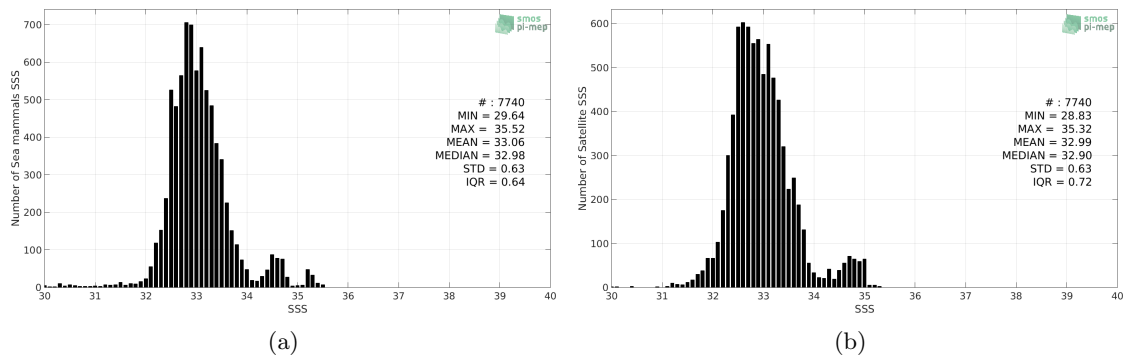 smos
pi-mep
Number of Sea mammals SSS
700
600
500
400
300
200
100
0
# : 7740
MIN = 29.64
MAX = 35.52
MEAN = 33.06
MEDIAN = 32.98
STD = 0.63
IQR = 0.64
30 31 32 33 34 35 36 37 38 39 40
SSS
(a)
smos
pi-mep
Number of Satellite SSS
600
500
400
300
200
100
0
# : 7740
MIN = 28.83
MAX = 35.32
MEAN = 32.99
MEDIAN = 32.90
STD = 0.63
IQR = 0.72
30 31 32 33 34 35 36 37 38 39 40
SSS
(b)